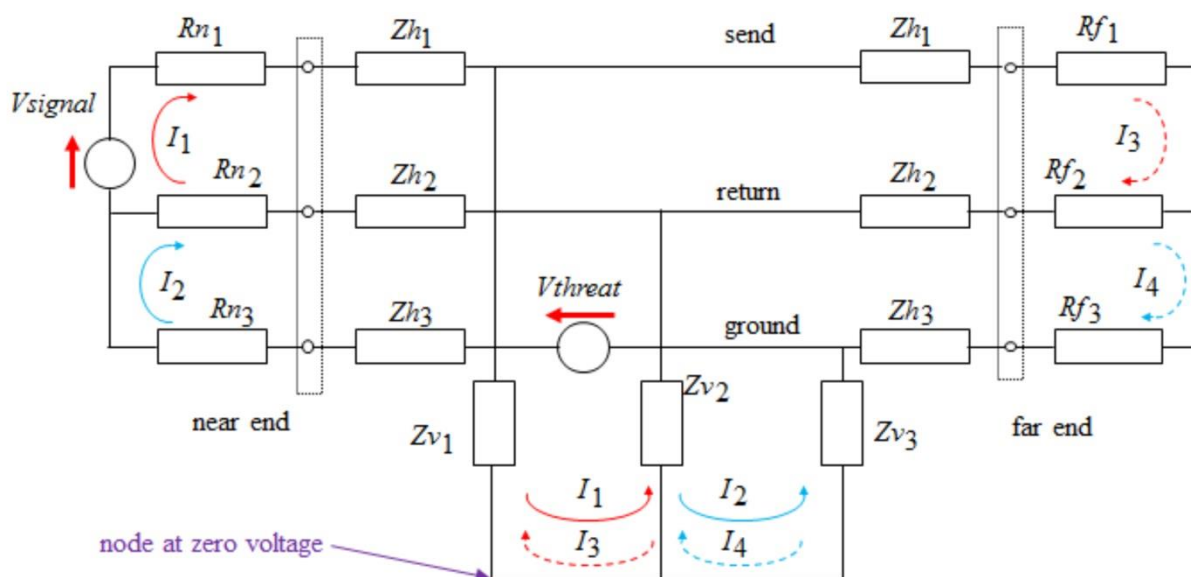 Rn1 Zh1 send Zh1 Rf1
Vsignal
I1 I3
Rn2 Zh2 return Zh2 Rf2
I2 Vthreat I4
Rn3 Zh3 ground Zh3 Rf3
near end Zv1 Zv2 Zv3 far end
I1 I2
I3 I4
node at zero voltage